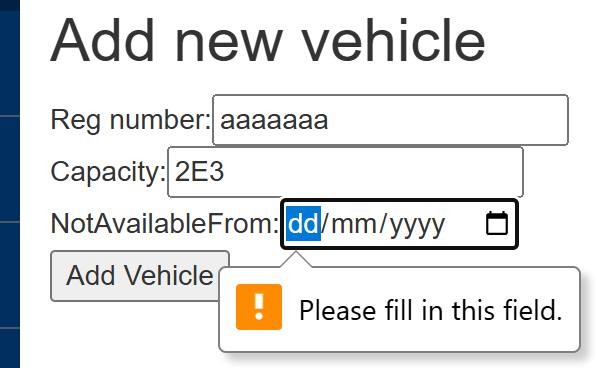 Add new vehicle
Reg number: aaaaaaa
Capacity: 2E3
NotAvailableFrom: dd/mm/yyyy
Add Vehicle
Please fill in this field.